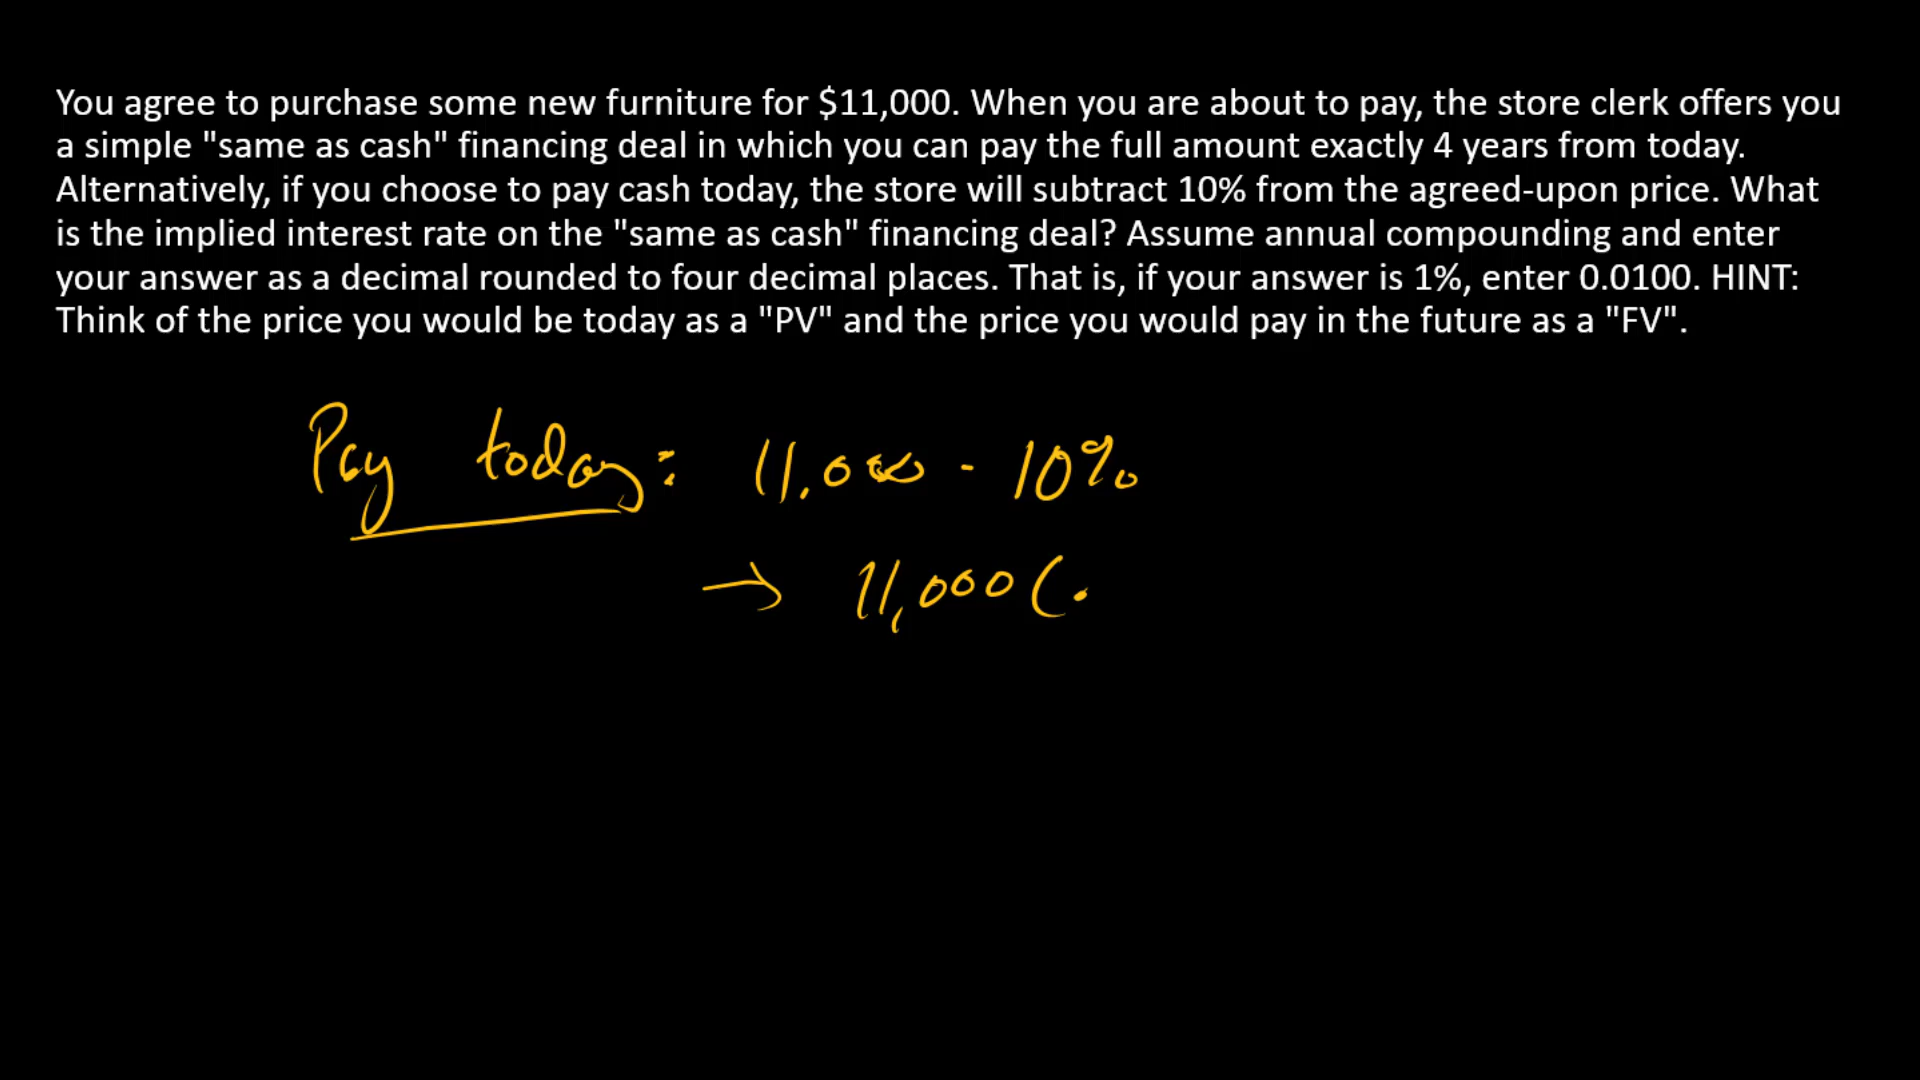 You agree to purchase some new furniture for $11,000. When you are about to pay, the store clerk offers you
a simple "same as cash" financing deal in which you can pay the full amount exactly 4 years from today.
Alternatively, if you choose to pay cash today, the store will subtract 10% from the agreed-upon price. What
is the implied interest rate on the "same as cash" financing deal? Assume annual compounding and enter
your answer as a decimal rounded to four decimal places. That is, if your answer is 1%, enter 0.0100. HINT:
Think of the price you would be today as a "PV" and the price you would pay in the future as a "FV".
Pay today: 11,000 - 10%
→ 11,000 (.